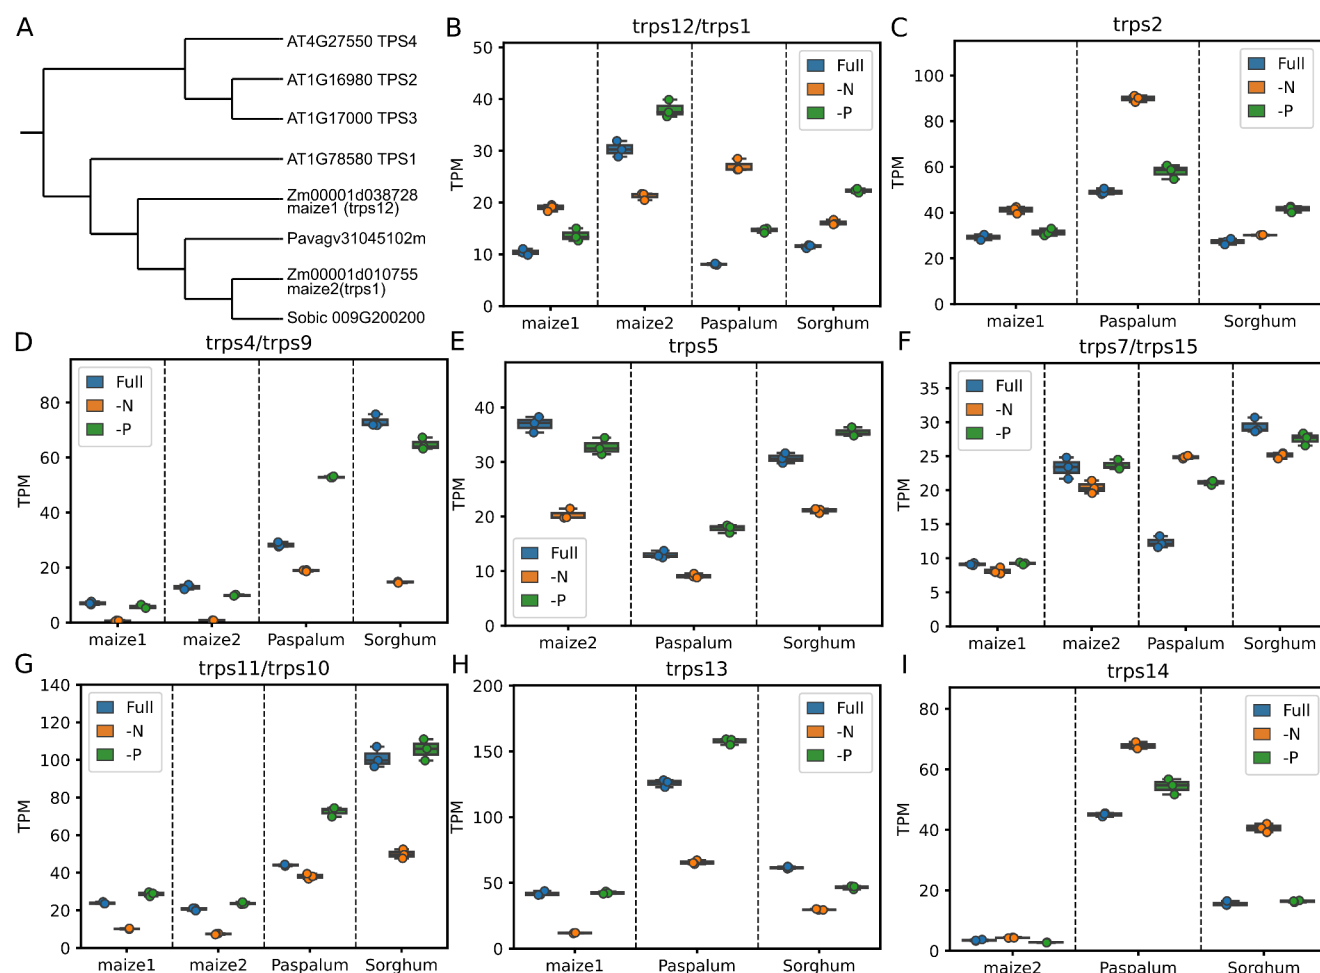 A
AT4G27550 TPS4
AT1G16980 TPS2
AT1G17000 TPS3
AT1G78580 TPS1
Zm00001d038728
maize1 (trps12)
Pavagv31045102m
Zm00001d010755
maize2(trps1)
Sobic 009G200200
B
trps12/trps1
TPM
50
40
30
20
10
0
Full
-N
-P
maize1
maize2
Paspalum
Sorghum
C
trps2
TPM
100
80
60
40
20
0
Full
-N
-P
maize1
Paspalum
Sorghum
D
trps4/trps9
TPM
80
60
40
20
0
Full
-N
-P
maize1
maize2
Paspalum
Sorghum
E
trps5
TPM
40
30
20
10
0
Full
-N
-P
maize2
Paspalum
Sorghum
F
trps7/trps15
TPM
35
30
25
20
15
10
5
0
Full
-N
-P
maize1
maize2
Paspalum
Sorghum
G
trps11/trps10
TPM
140
120
100
80
60
40
20
0
Full
-N
-P
maize1
maize2
Paspalum
Sorghum
H
trps13
TPM
200
150
100
50
0
Full
-N
-P
maize1
Paspalum
Sorghum
I
trps14
TPM
80
60
40
20
0
Full
-N
-P
maize2
Paspalum
Sorghum